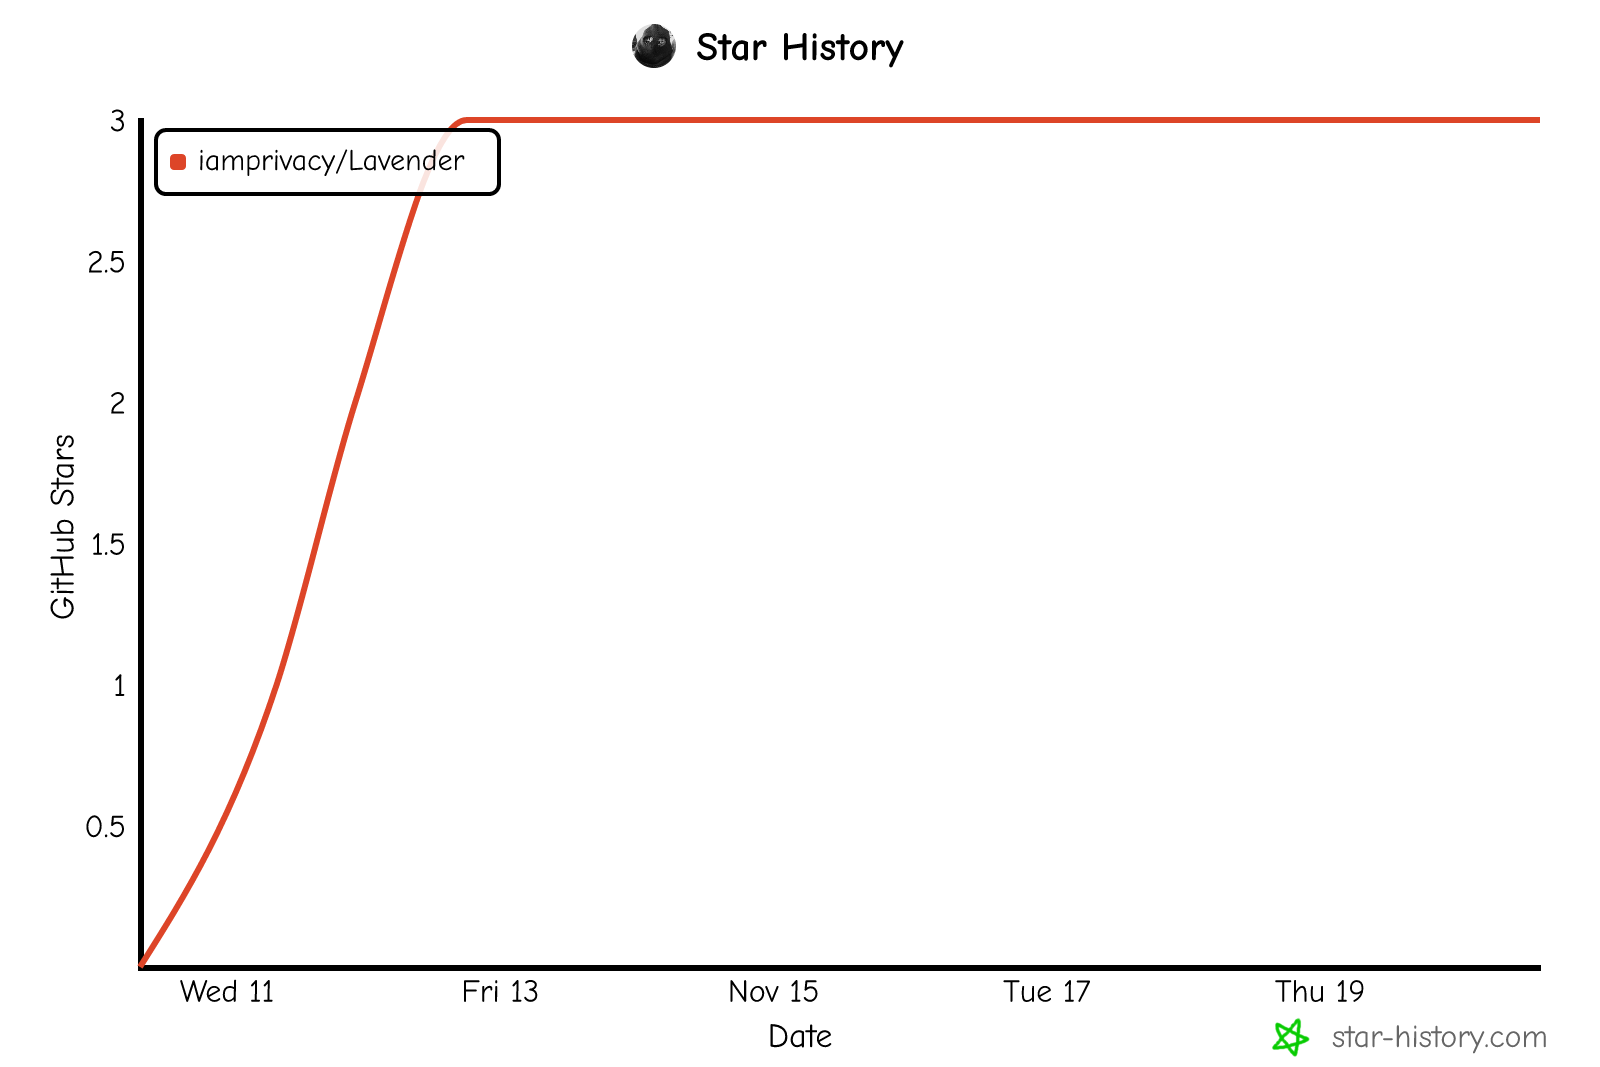 Star History
iamprivacy/Lavender
3
2.5
2
1.5
1
0.5
GitHub Stars
Wed 11 Fri 13 Nov 15 Tue 17 Thu 19
Date
star-history.com